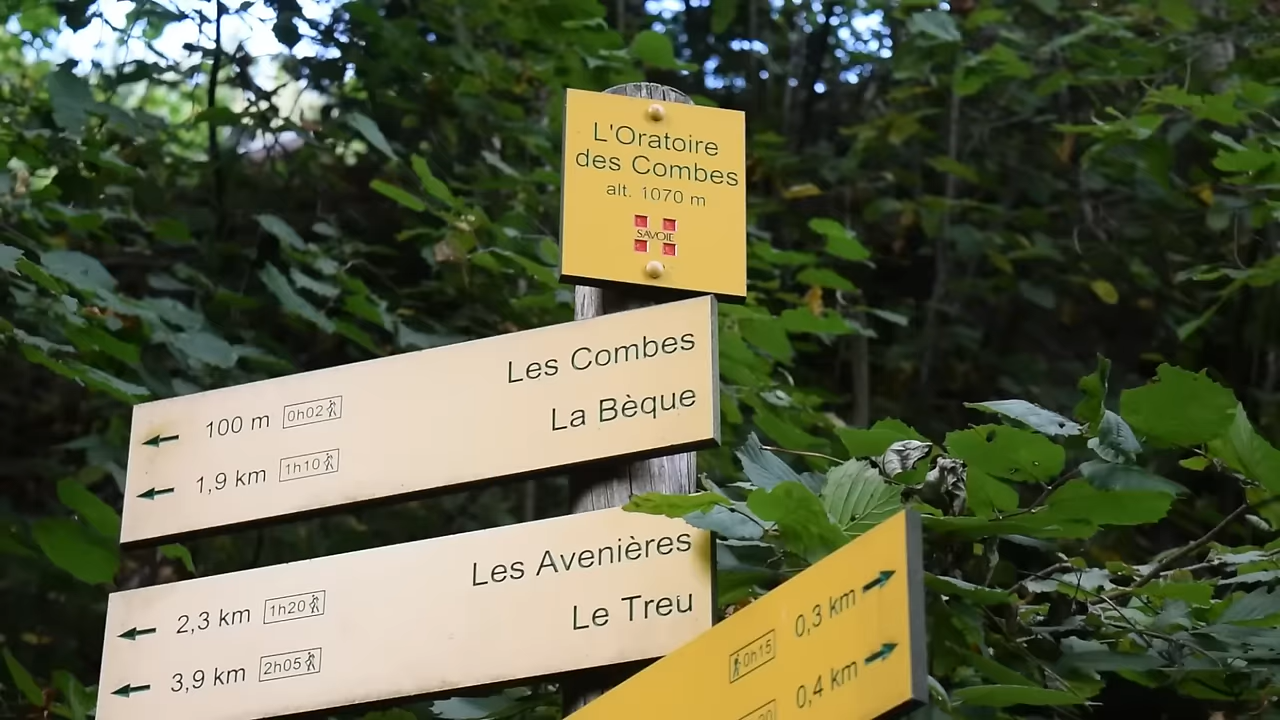 L'Oratoire
des Combes
alt. 1070 m
SAVOIE
100 m 0h02 Les Combes
1,9 km 1h10 La Bèque
2,3 km 1h20 Les Avenières
3,9 km 2h05 Le Treu
0h15 0,3 km
0,4 km